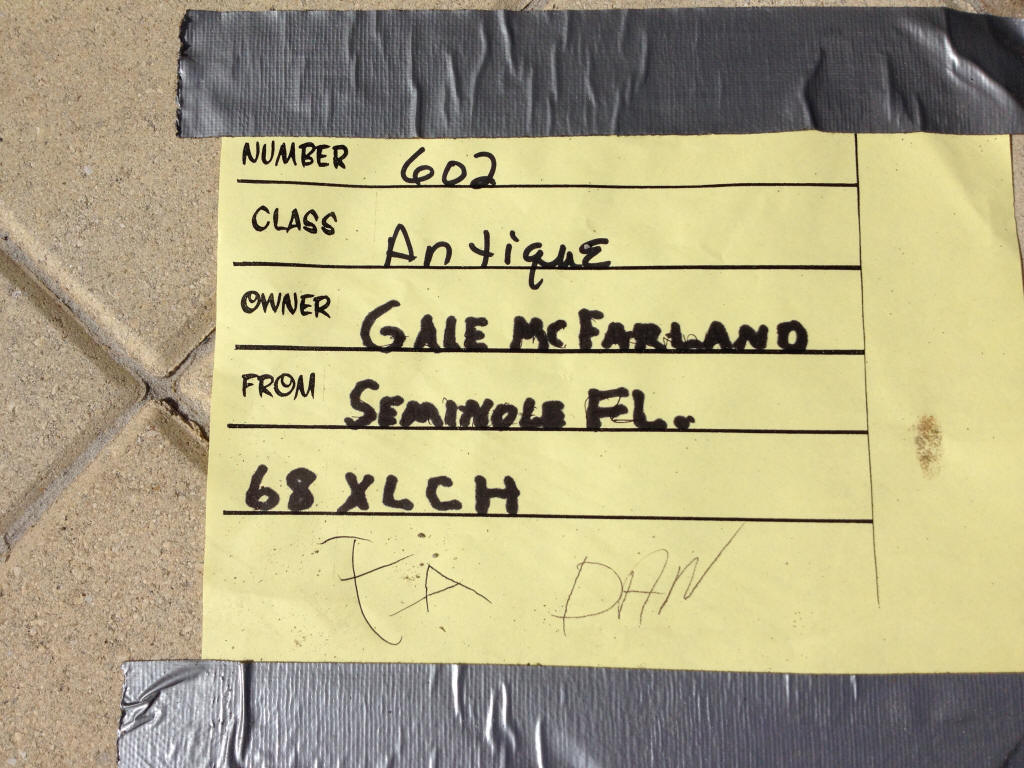 NUMBER 602
CLASS Antique
OWNER GALE MCFARLAND
FROM SEMINOLE FL.
68 XLCH
DAN